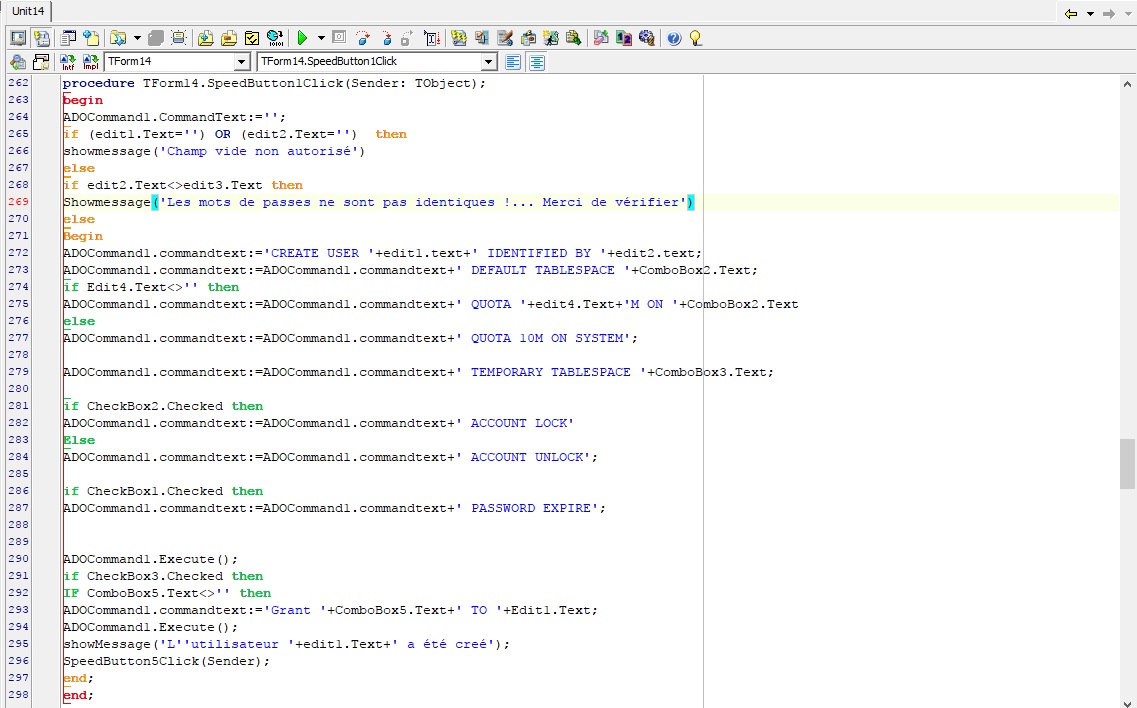 Unit14
TForm14
TForm14.SpeedButton1Click
262 procedure TForm14.SpeedButton1Click(Sender: TObject);
263 begin
264 ADOCommand1.CommandText:='';
265 if (edit1.Text='') OR (edit2.Text='')  then
266 showmessage('Champ vide non autorisé')
267 else
268 if edit2.Text<>edit3.Text then
269 Showmessage('Les mots de passes ne sont pas identiques !... Merci de vérifier')
270 else
271 Begin
272 ADOCommand1.commandtext:='CREATE USER '+edit1.text+' IDENTIFIED BY '+edit2.text;
273 ADOCommand1.commandtext:=ADOCommand1.commandtext+' DEFAULT TABLESPACE '+ComboBox2.Text;
274 if Edit4.Text<>'' then
275 ADOCommand1.commandtext:=ADOCommand1.commandtext+' QUOTA '+edit4.Text+'M ON '+ComboBox2.Text
276 else
277 ADOCommand1.commandtext:=ADOCommand1.commandtext+' QUOTA 10M ON SYSTEM';
278
279 ADOCommand1.commandtext:=ADOCommand1.commandtext+' TEMPORARY TABLESPACE '+ComboBox3.Text;
280
281 if CheckBox2.Checked then
282 ADOCommand1.commandtext:=ADOCommand1.commandtext+' ACCOUNT LOCK'
283 Else
284 ADOCommand1.commandtext:=ADOCommand1.commandtext+' ACCOUNT UNLOCK';
285
286 if CheckBox1.Checked then
287 ADOCommand1.commandtext:=ADOCommand1.commandtext+' PASSWORD EXPIRE';
288
289
290 ADOCommand1.Execute();
291 if CheckBox3.Checked then
292 IF ComboBox5.Text<>'' then
293 ADOCommand1.commandtext:='Grant '+ComboBox5.Text+' TO '+Edit1.Text;
294 ADOCommand1.Execute();
295 showMessage('L''utilisateur '+edit1.Text+' a été creé');
296 SpeedButton5Click(Sender);
297 end;
298 end;